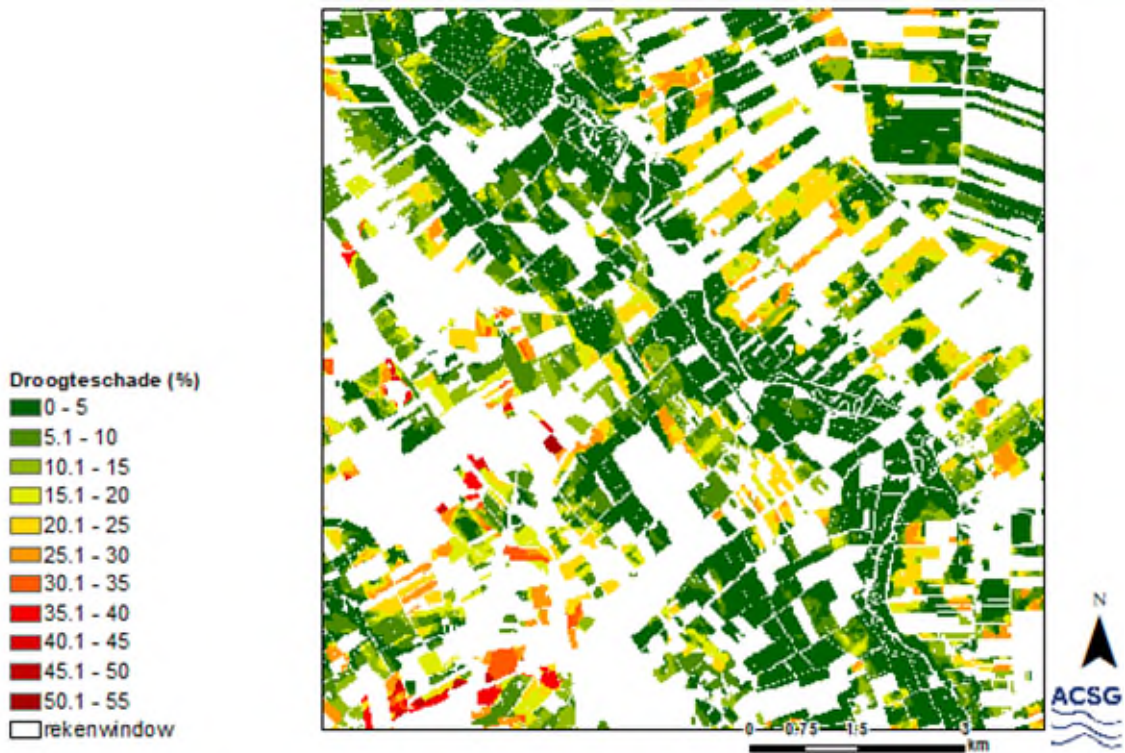 Droogteschade (%)
0 - 5
5.1 - 10
10.1 - 15
15.1 - 20
20.1 - 25
25.1 - 30
30.1 - 35
35.1 - 40
40.1 - 45
45.1 - 50
50.1 - 55
rekenwindow
N
ACSG
0 0.75 1.5 3
km